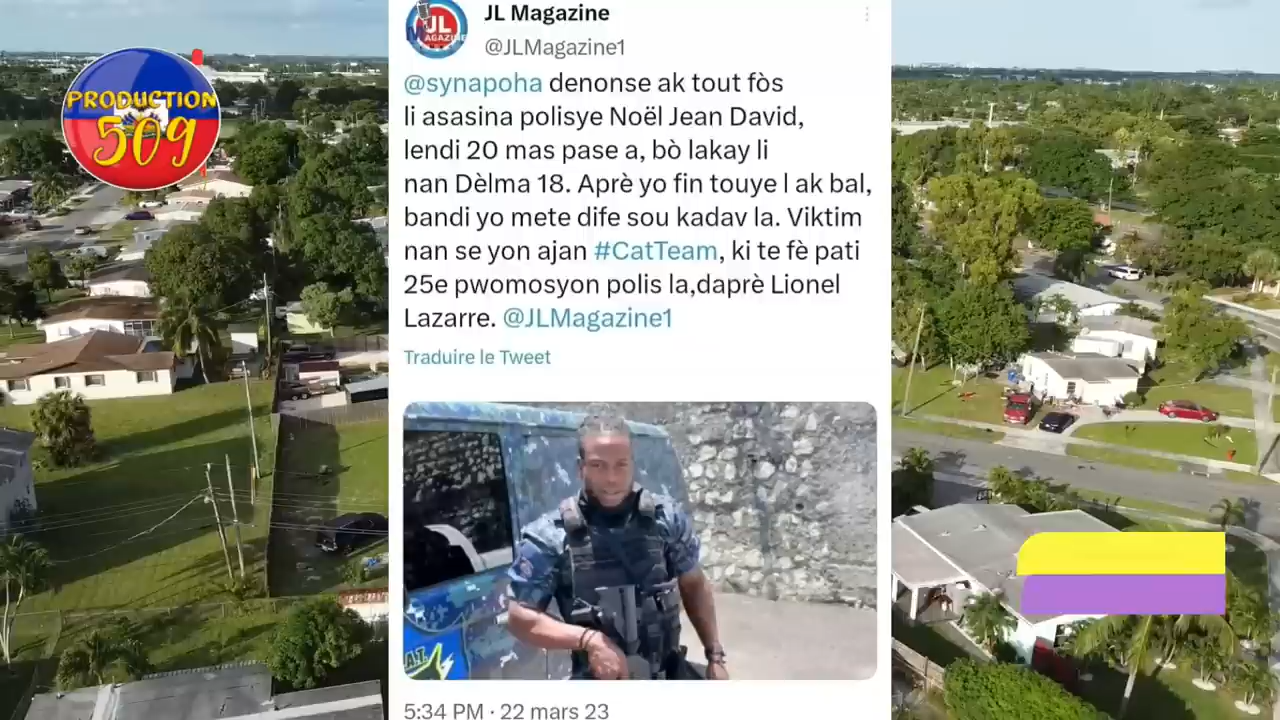 PRODUCTION
509
JL Magazine
@JLMagazine1
@synapoha denonse ak tout fòs
li asasina polisye Noël Jean David,
lendi 20 mas pase a, bò lakay li
nan Dèlma 18. Aprè yo fin touye l ak bal,
bandi yo mete dife sou kadav la. Viktim
nan se yon ajan #CatTeam, ki te fè pati
25e pwomosyon polis la,daprè Lionel
Lazarre. @JLMagazine1
Traduire le Tweet
5:34 PM · 22 mars 23